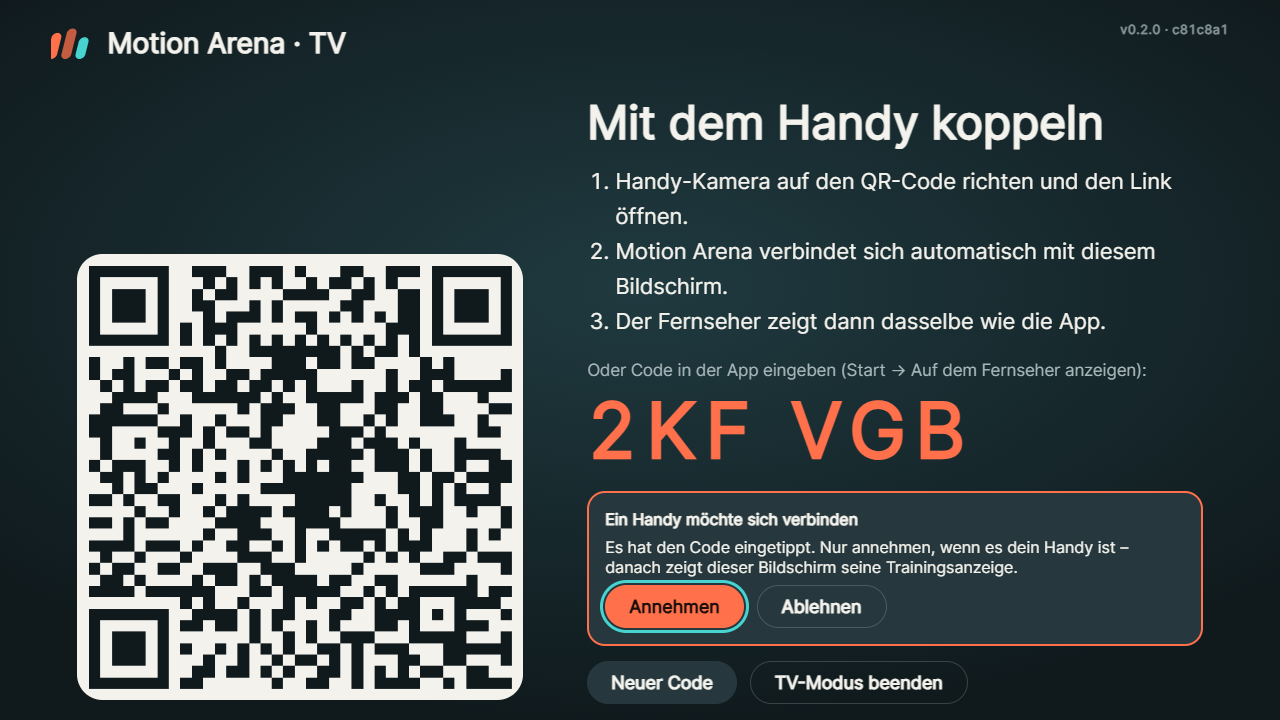 Motion Arena · TV
v0.2.0 · c81c8a1
Mit dem Handy koppeln
1. Handy-Kamera auf den QR-Code richten und den Link
öffnen.
2. Motion Arena verbindet sich automatisch mit diesem
Bildschirm.
3. Der Fernseher zeigt dann dasselbe wie die App.
Oder Code in der App eingeben (Start → Auf dem Fernseher anzeigen):
2KF VGB
Ein Handy möchte sich verbinden
Es hat den Code eingetippt. Nur annehmen, wenn es dein Handy ist –
danach zeigt dieser Bildschirm seine Trainingsanzeige.
Annehmen
Ablehnen
Neuer Code
TV-Modus beenden